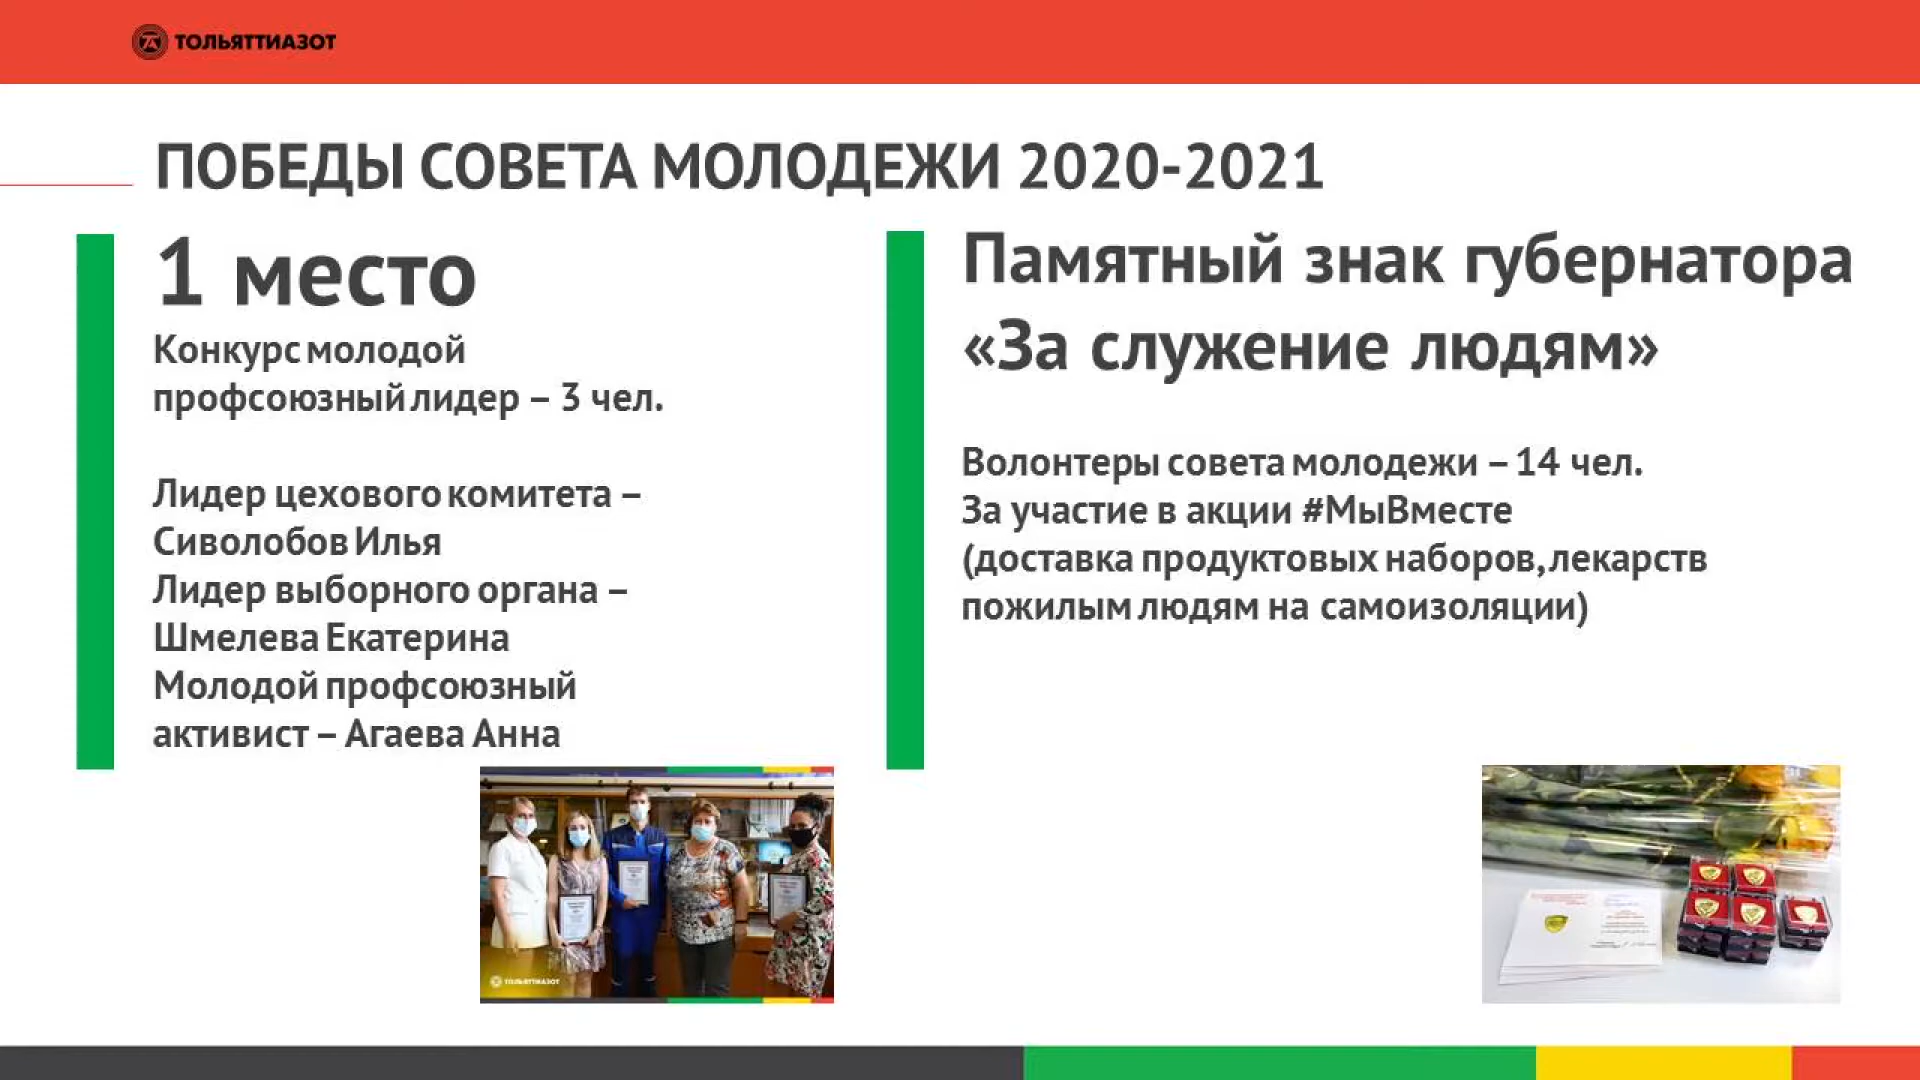 ТОЛЬЯТТИАЗОТ
ПОБЕДЫ СОВЕТА МОЛОДЕЖИ 2020-2021
1 место
Конкурс молодой
профсоюзный лидер – 3 чел.
Лидер цехового комитета –
Сиволобов Илья
Лидер выборного органа –
Шмелева Екатерина
Молодой профсоюзный
активист – Агаева Анна
ТОЛЬЯТТИАЗОТ
Памятный знак губернатора
«За служение людям»
Волонтеры совета молодежи – 14 чел.
За участие в акции #МыВместе
(доставка продуктовых наборов, лекарств
пожилым людям на самоизоляции)